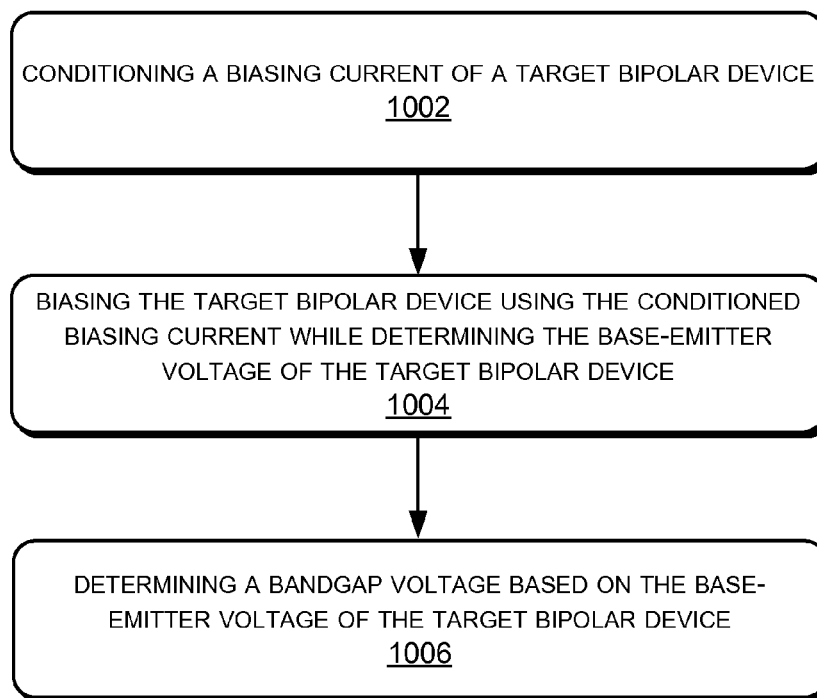 CONDITIONING A BIASING CURRENT OF A TARGET BIPOLAR DEVICE
1002
BIASING THE TARGET BIPOLAR DEVICE USING THE CONDITIONED
BIASING CURRENT WHILE DETERMINING THE BASE-EMITTER
VOLTAGE OF THE TARGET BIPOLAR DEVICE
1004
DETERMINING A BANDGAP VOLTAGE BASED ON THE BASE-
EMITTER VOLTAGE OF THE TARGET BIPOLAR DEVICE
1006